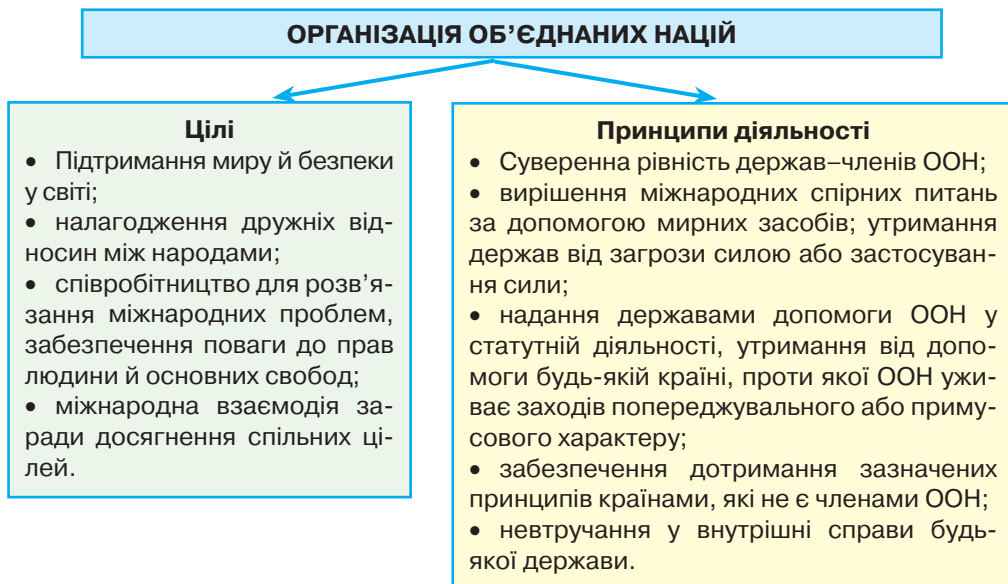 ОРГАНІЗАЦІЯ ОБ’ЄДНАНИХ НАЦІЙ
Цілі
• Підтримання миру й безпеки
у світі;
• налагодження дружніх від-
носин між народами;
• співробітництво для розв’я-
зання міжнародних проблем,
забезпечення поваги до прав
людини й основних свобод;
• міжнародна взаємодія за-
ради досягнення спільних ці-
лей.
Принципи діяльності
• Суверенна рівність держав–членів ООН;
• вирішення міжнародних спірних питань
за допомогою мирних засобів; утримання
держав від загрози силою або застосуван-
ня сили;
• надання державами допомоги ООН у
статутній діяльності, утримання від допо-
моги будь-якій країні, проти якої ООН ужи-
ває заходів попереджувального або приму-
сового характеру;
• забезпечення дотримання зазначених
принципів країнами, які не є членами ООН;
• невтручання у внутрішні справи будь-
якої держави.